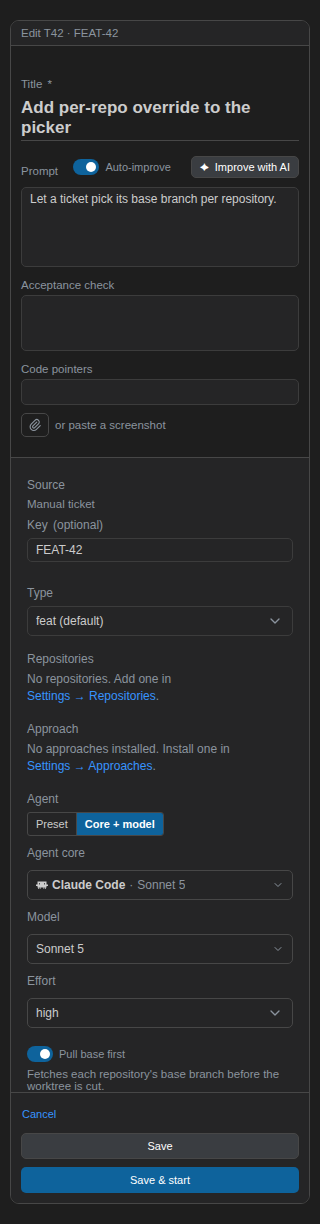 Edit T42 · FEAT-42
Title *
Add per-repo override to the
picker
Prompt
Auto-improve
Improve with AI
Let a ticket pick its base branch per repository.
Acceptance check
Code pointers
or paste a screenshot
Source
Manual ticket
Key (optional)
FEAT-42
Type
feat (default)
Repositories
No repositories. Add one in
Settings → Repositories.
Approach
No approaches installed. Install one in
Settings → Approaches.
Agent
Preset
Core + model
Agent core
Claude Code · Sonnet 5
Model
Sonnet 5
Effort
high
Pull base first
Fetches each repository's base branch before the
worktree is cut.
Cancel
Save
Save & start